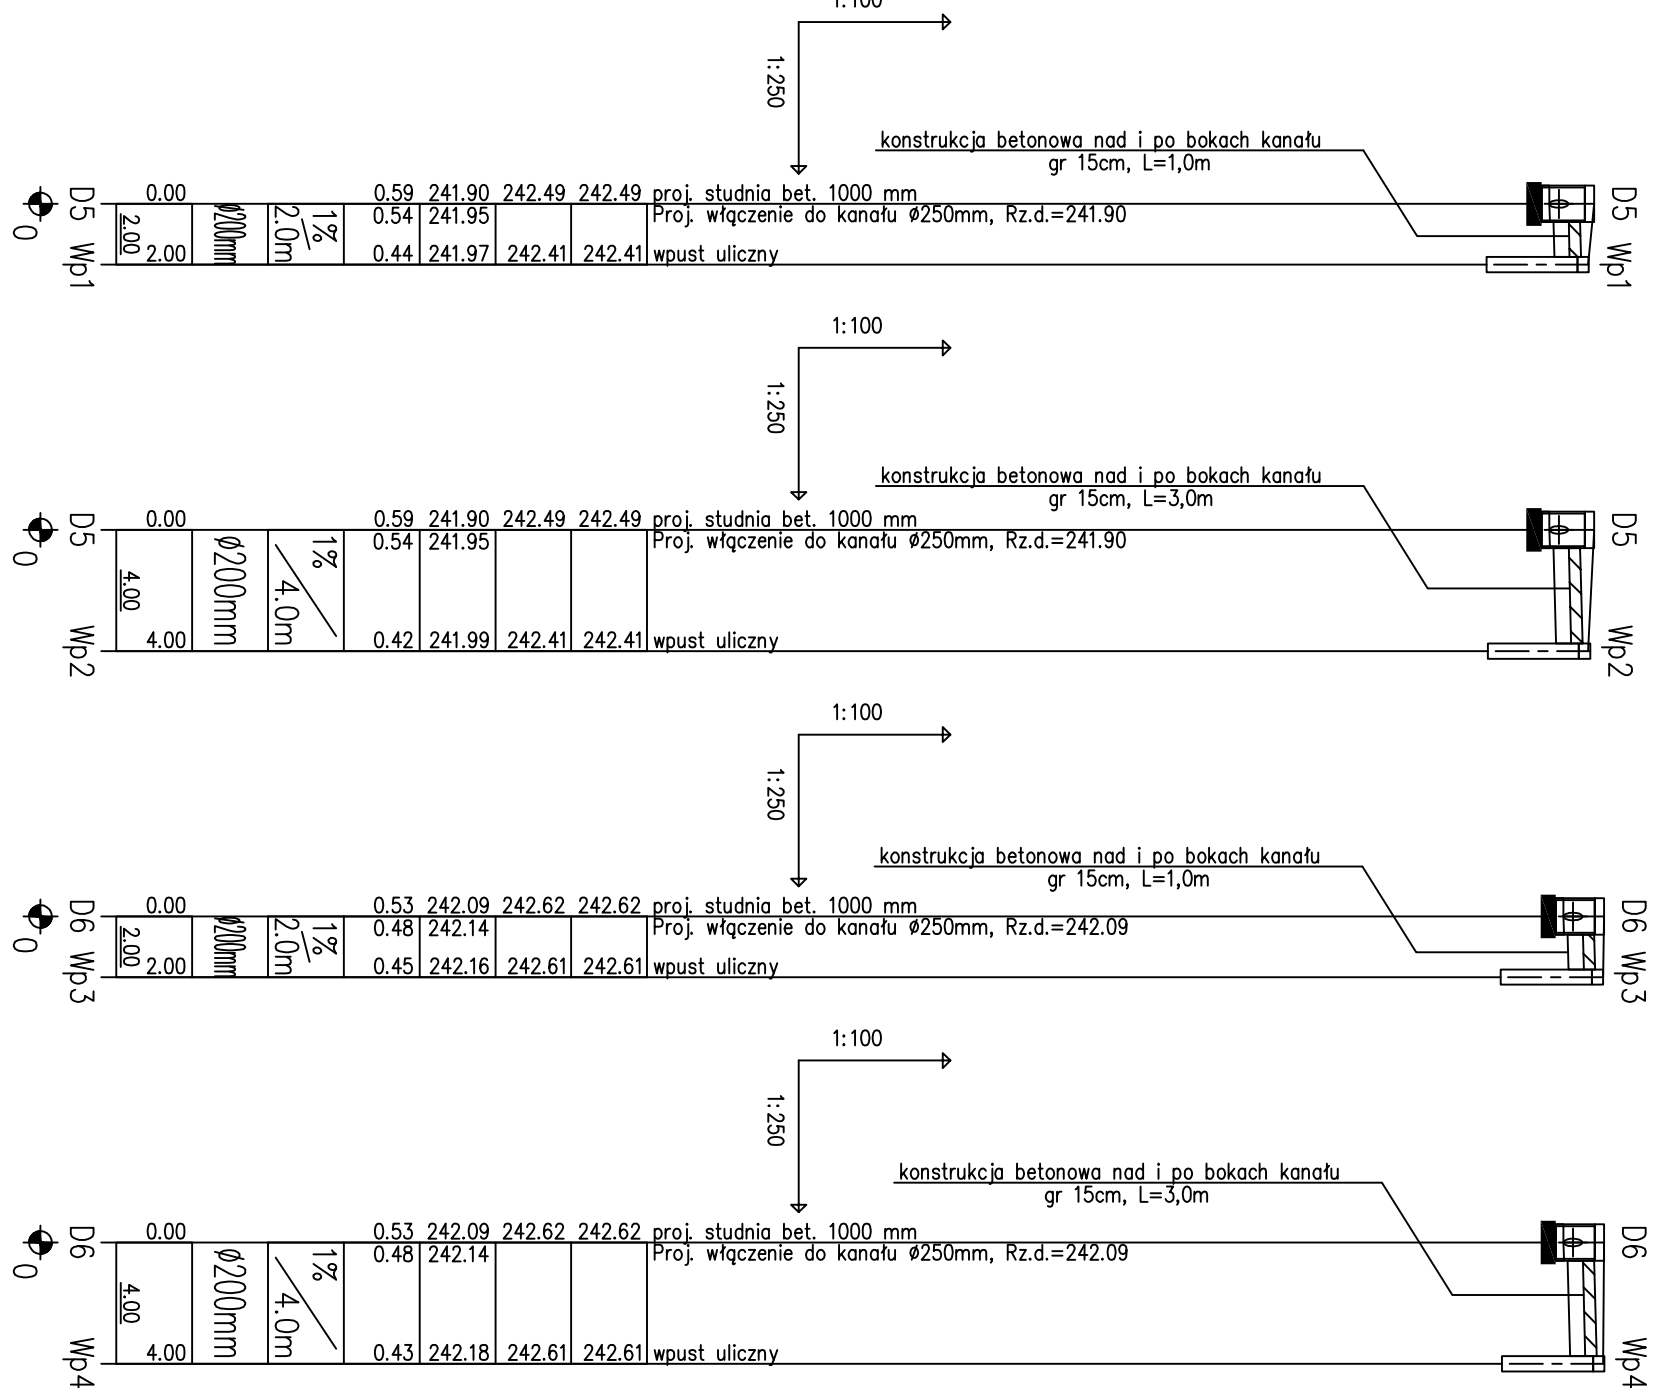 1:100
1:250
konstrukcja betonowa nad i po bokach kanału
gr 15cm, L=1,0m
D5 0.00 0.59 241.90 242.49 242.49 proj. studnia bet. 1000 mm D5
0 2.00 ø200mm 2.0m 1% 0.54 241.95 Proj. włączenie do kanału ø250mm, Rz.d.=241.90
Wp1 2.00 0.44 241.97 242.41 242.41 wpust uliczny Wp1
1:100
1:250
konstrukcja betonowa nad i po bokach kanału
gr 15cm, L=3,0m
D5 0.00 0.59 241.90 242.49 242.49 proj. studnia bet. 1000 mm D5
0 4.00 ø200mm 4.0m 1% 0.54 241.95 Proj. włączenie do kanału ø250mm, Rz.d.=241.90
Wp2 4.00 0.42 241.99 242.41 242.41 wpust uliczny Wp2
1:100
1:250
konstrukcja betonowa nad i po bokach kanału
gr 15cm, L=1,0m
D6 0.00 0.53 242.09 242.62 242.62 proj. studnia bet. 1000 mm D6
0 2.00 ø200mm 2.0m 1% 0.48 242.14 Proj. włączenie do kanału ø250mm, Rz.d.=242.09
Wp3 2.00 0.45 242.16 242.61 242.61 wpust uliczny Wp3
1:100
1:250
konstrukcja betonowa nad i po bokach kanału
gr 15cm, L=3,0m
D6 0.00 0.53 242.09 242.62 242.62 proj. studnia bet. 1000 mm D6
0 4.00 ø200mm 4.0m 1% 0.48 242.14 Proj. włączenie do kanału ø250mm, Rz.d.=242.09
Wp4 4.00 0.43 242.18 242.61 242.61 wpust uliczny Wp4